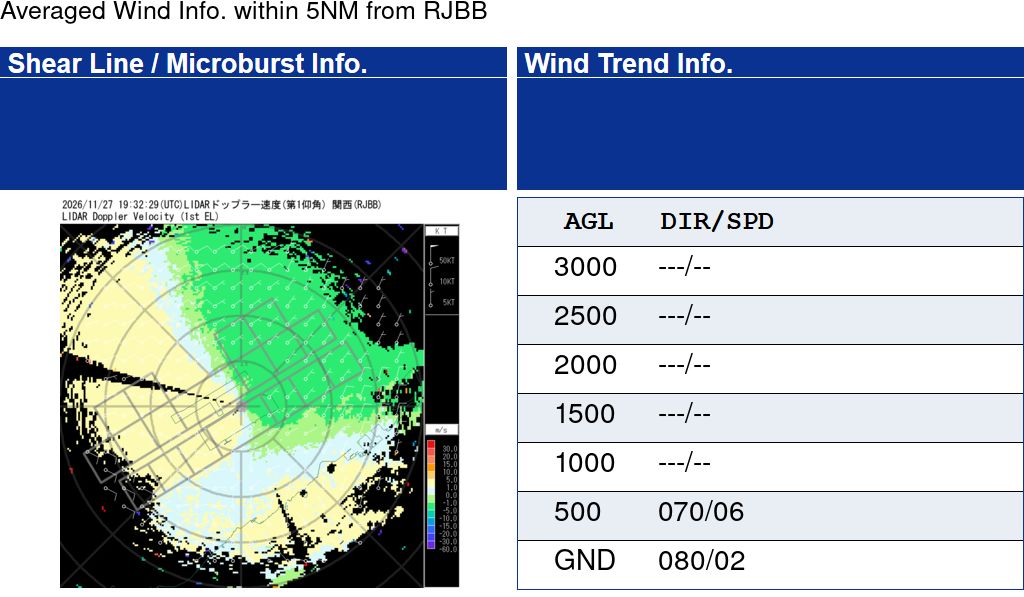 Averaged Wind Info. within 5NM from RJBB
Shear Line / Microburst Info.
Wind Trend Info.
2026/11/27 19:32:29(UTC)LIDARドップラー速度(第1仰角) 関西(RJBB)
LIDAR Doppler Velocity (1st EL)
KT
50KT
10KT
5KT
m/s
30.0
20.0
15.0
10.0
5.0
1.0
0.0
-1.0
-5.0
-10.0
-15.0
-20.0
-30.0
-60.0
AGL DIR/SPD
3000 ---/--
2500 ---/--
2000 ---/--
1500 ---/--
1000 ---/--
500 070/06
GND 080/02